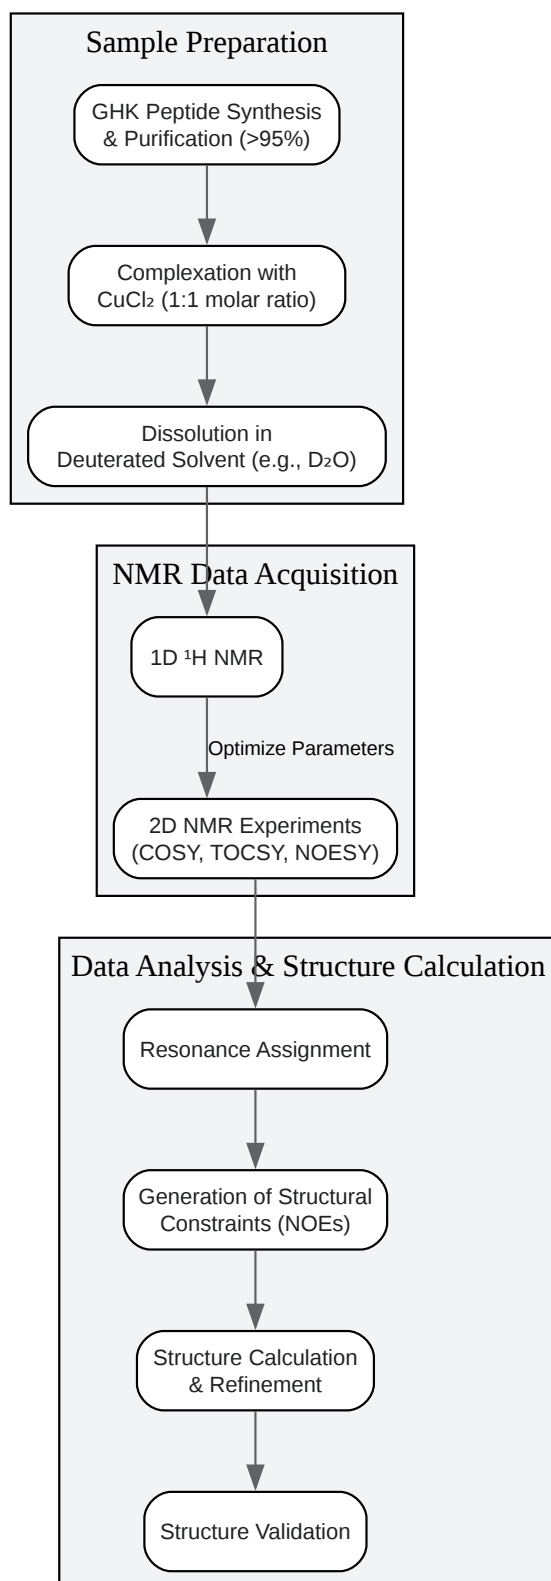 Sample Preparation
GHK Peptide Synthesis
& Purification (>95%)
Complexation with
CuCl₂ (1:1 molar ratio)
Dissolution in
Deuterated Solvent (e.g., D₂O)
NMR Data Acquisition
1D ¹H NMR
Optimize Parameters
2D NMR Experiments
(COSY, TOCSY, NOESY)
Data Analysis & Structure Calculation
Resonance Assignment
Generation of Structural
Constraints (NOEs)
Structure Calculation
& Refinement
Structure Validation